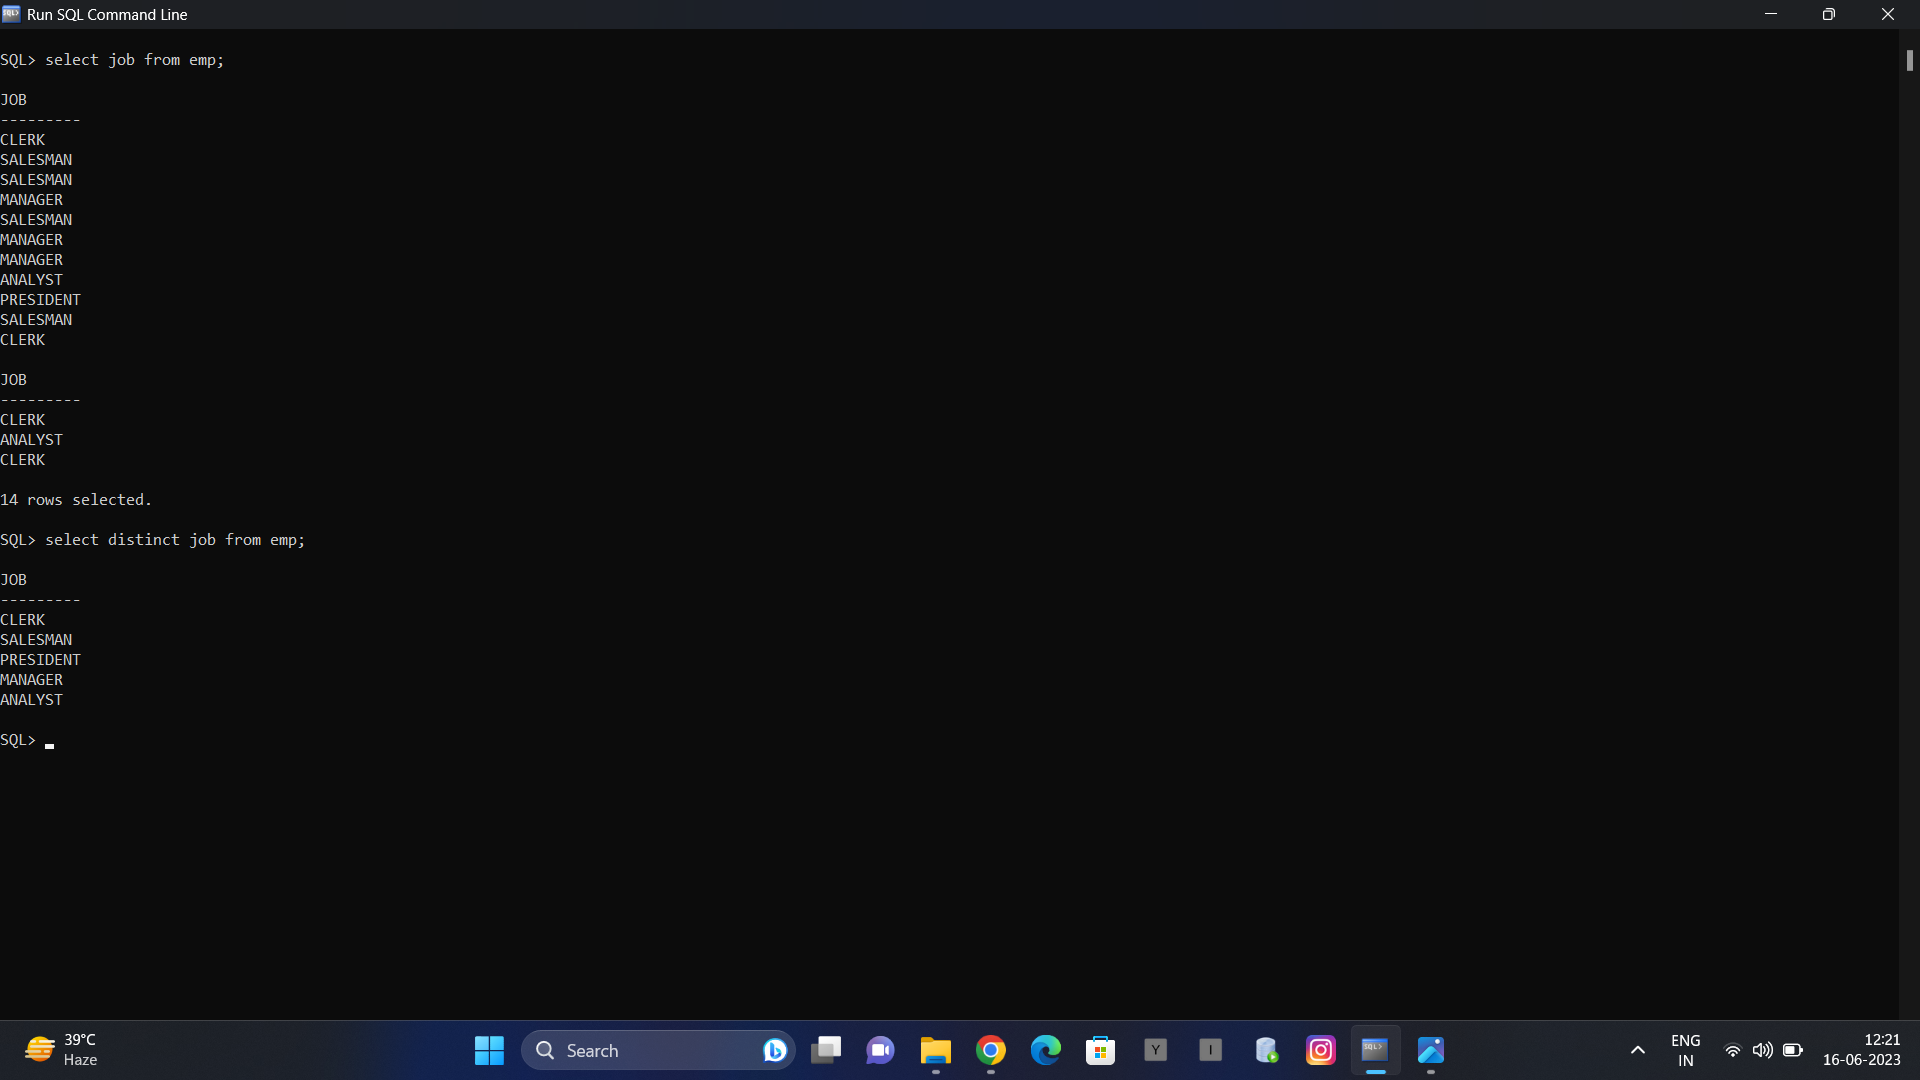 Run SQL Command Line
SQL> select job from emp;
JOB
---------
CLERK
SALESMAN
SALESMAN
MANAGER
SALESMAN
MANAGER
MANAGER
ANALYST
PRESIDENT
SALESMAN
CLERK
JOB
---------
CLERK
ANALYST
CLERK
14 rows selected.
SQL> select distinct job from emp;
JOB
---------
CLERK
SALESMAN
PRESIDENT
MANAGER
ANALYST
SQL>
39°C
Haze
Search
Y
I
SQL>
ENG
IN
12:21
16-06-2023